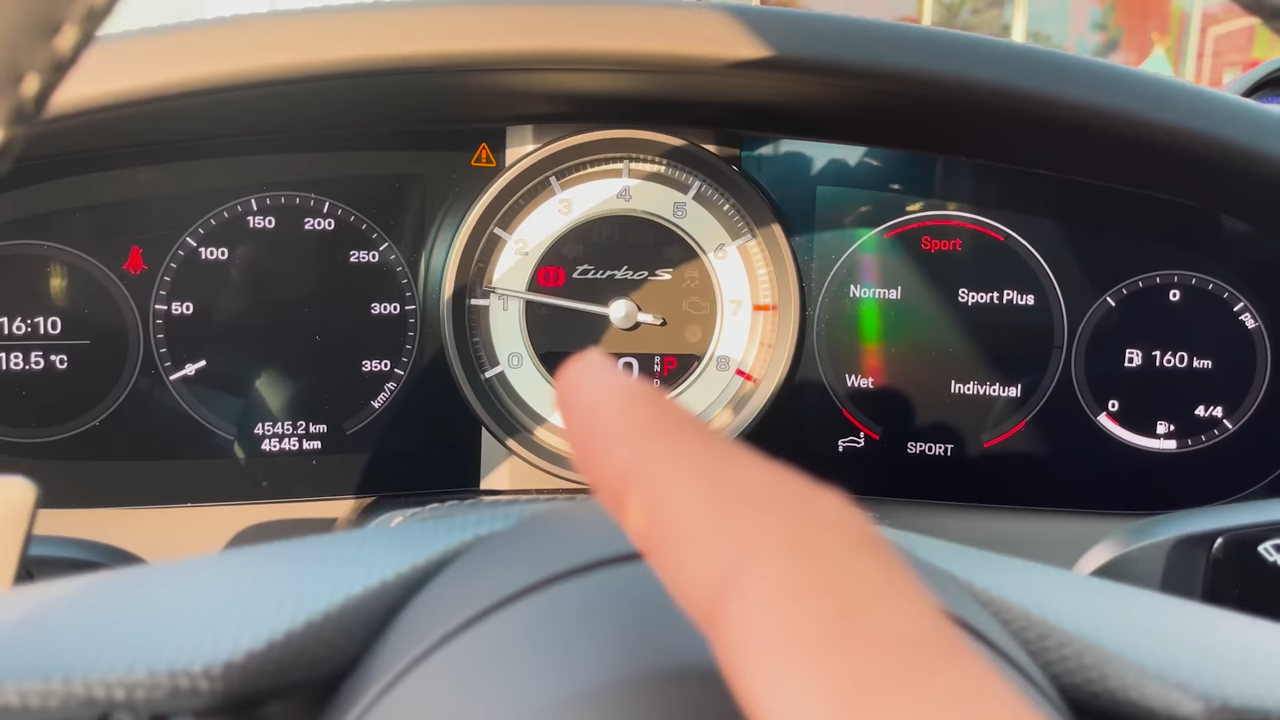 16:10
18.5 °C
0
50
100
150
200
250
300
350
km/h
4545.2 km
4545 km
0
1
2
3
4
5
6
7
8
turbo S
0
R
N
D
P
Sport
Normal
Sport Plus
Wet
Individual
SPORT
0
psi
160 km
0
4/4